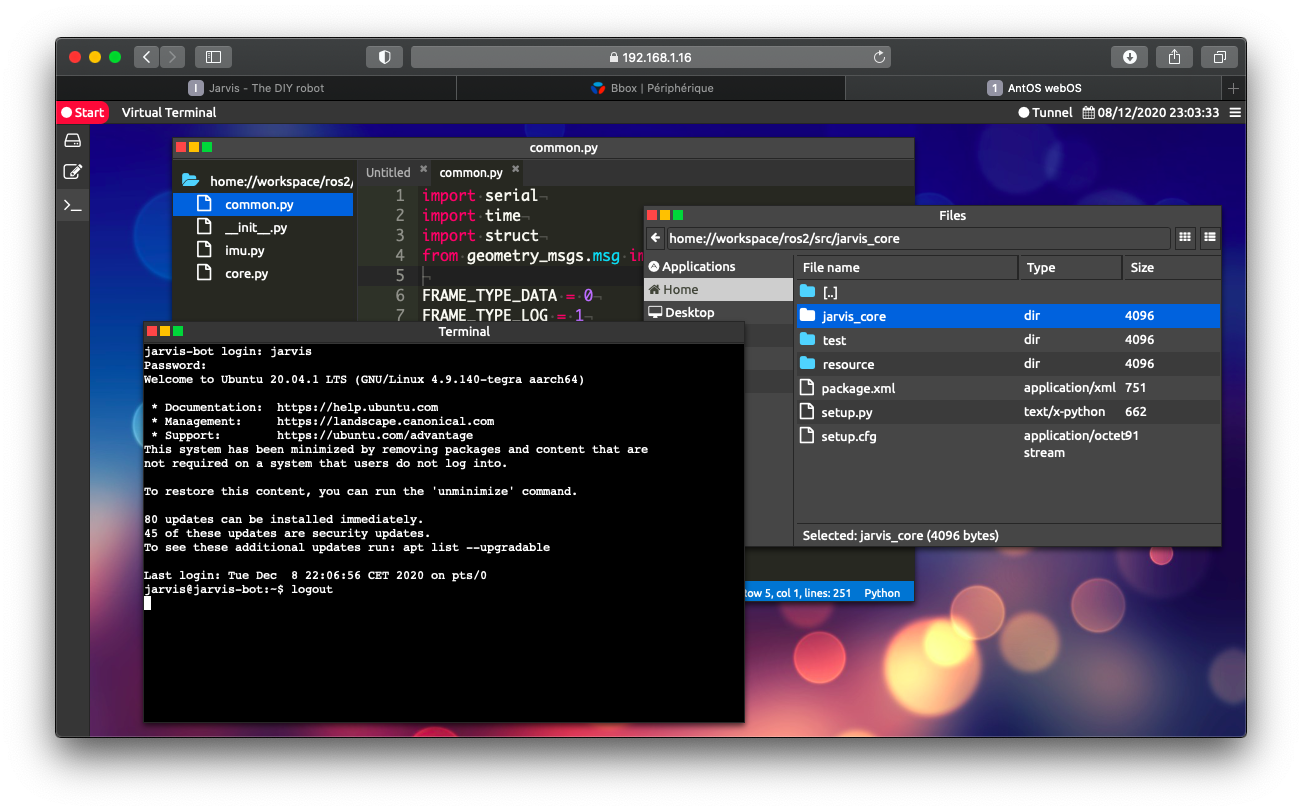 192.168.1.16
I Jarvis - The DIY robot
Bbox | Périphérique
1 AntOS webOS
Start Virtual Terminal
Tunnel 08/12/2020 23:03:33
common.py
home://workspace/ros2/
common.py
__init__.py
imu.py
core.py
Untitled common.py
1 import serial¬
2 import time¬
3 import struct¬
4 from geometry_msgs.msg im
5 ¬
6 FRAME_TYPE_DATA = 0¬
7 FRAME_TYPE_LOG = 1¬
Row 5, col 1, lines: 251 Python
Files
home://workspace/ros2/src/jarvis_core
Applications
Home
Desktop
File name Type Size
[..]
jarvis_core dir 4096
test dir 4096
resource dir 4096
package.xml application/xml 751
setup.py text/x-python 662
setup.cfg application/octet 91
stream
Selected: jarvis_core (4096 bytes)
Terminal
jarvis-bot login: jarvis
Password:
Welcome to Ubuntu 20.04.1 LTS (GNU/Linux 4.9.140-tegra aarch64)
* Documentation: https://help.ubuntu.com
* Management: https://landscape.canonical.com
* Support: https://ubuntu.com/advantage
This system has been minimized by removing packages and content that are
not required on a system that users do not log into.
To restore this content, you can run the 'unminimize' command.
80 updates can be installed immediately.
45 of these updates are security updates.
To see these additional updates run: apt list --upgradable
Last login: Tue Dec 8 22:06:56 CET 2020 on pts/0
jarvis@jarvis-bot:~$ logout